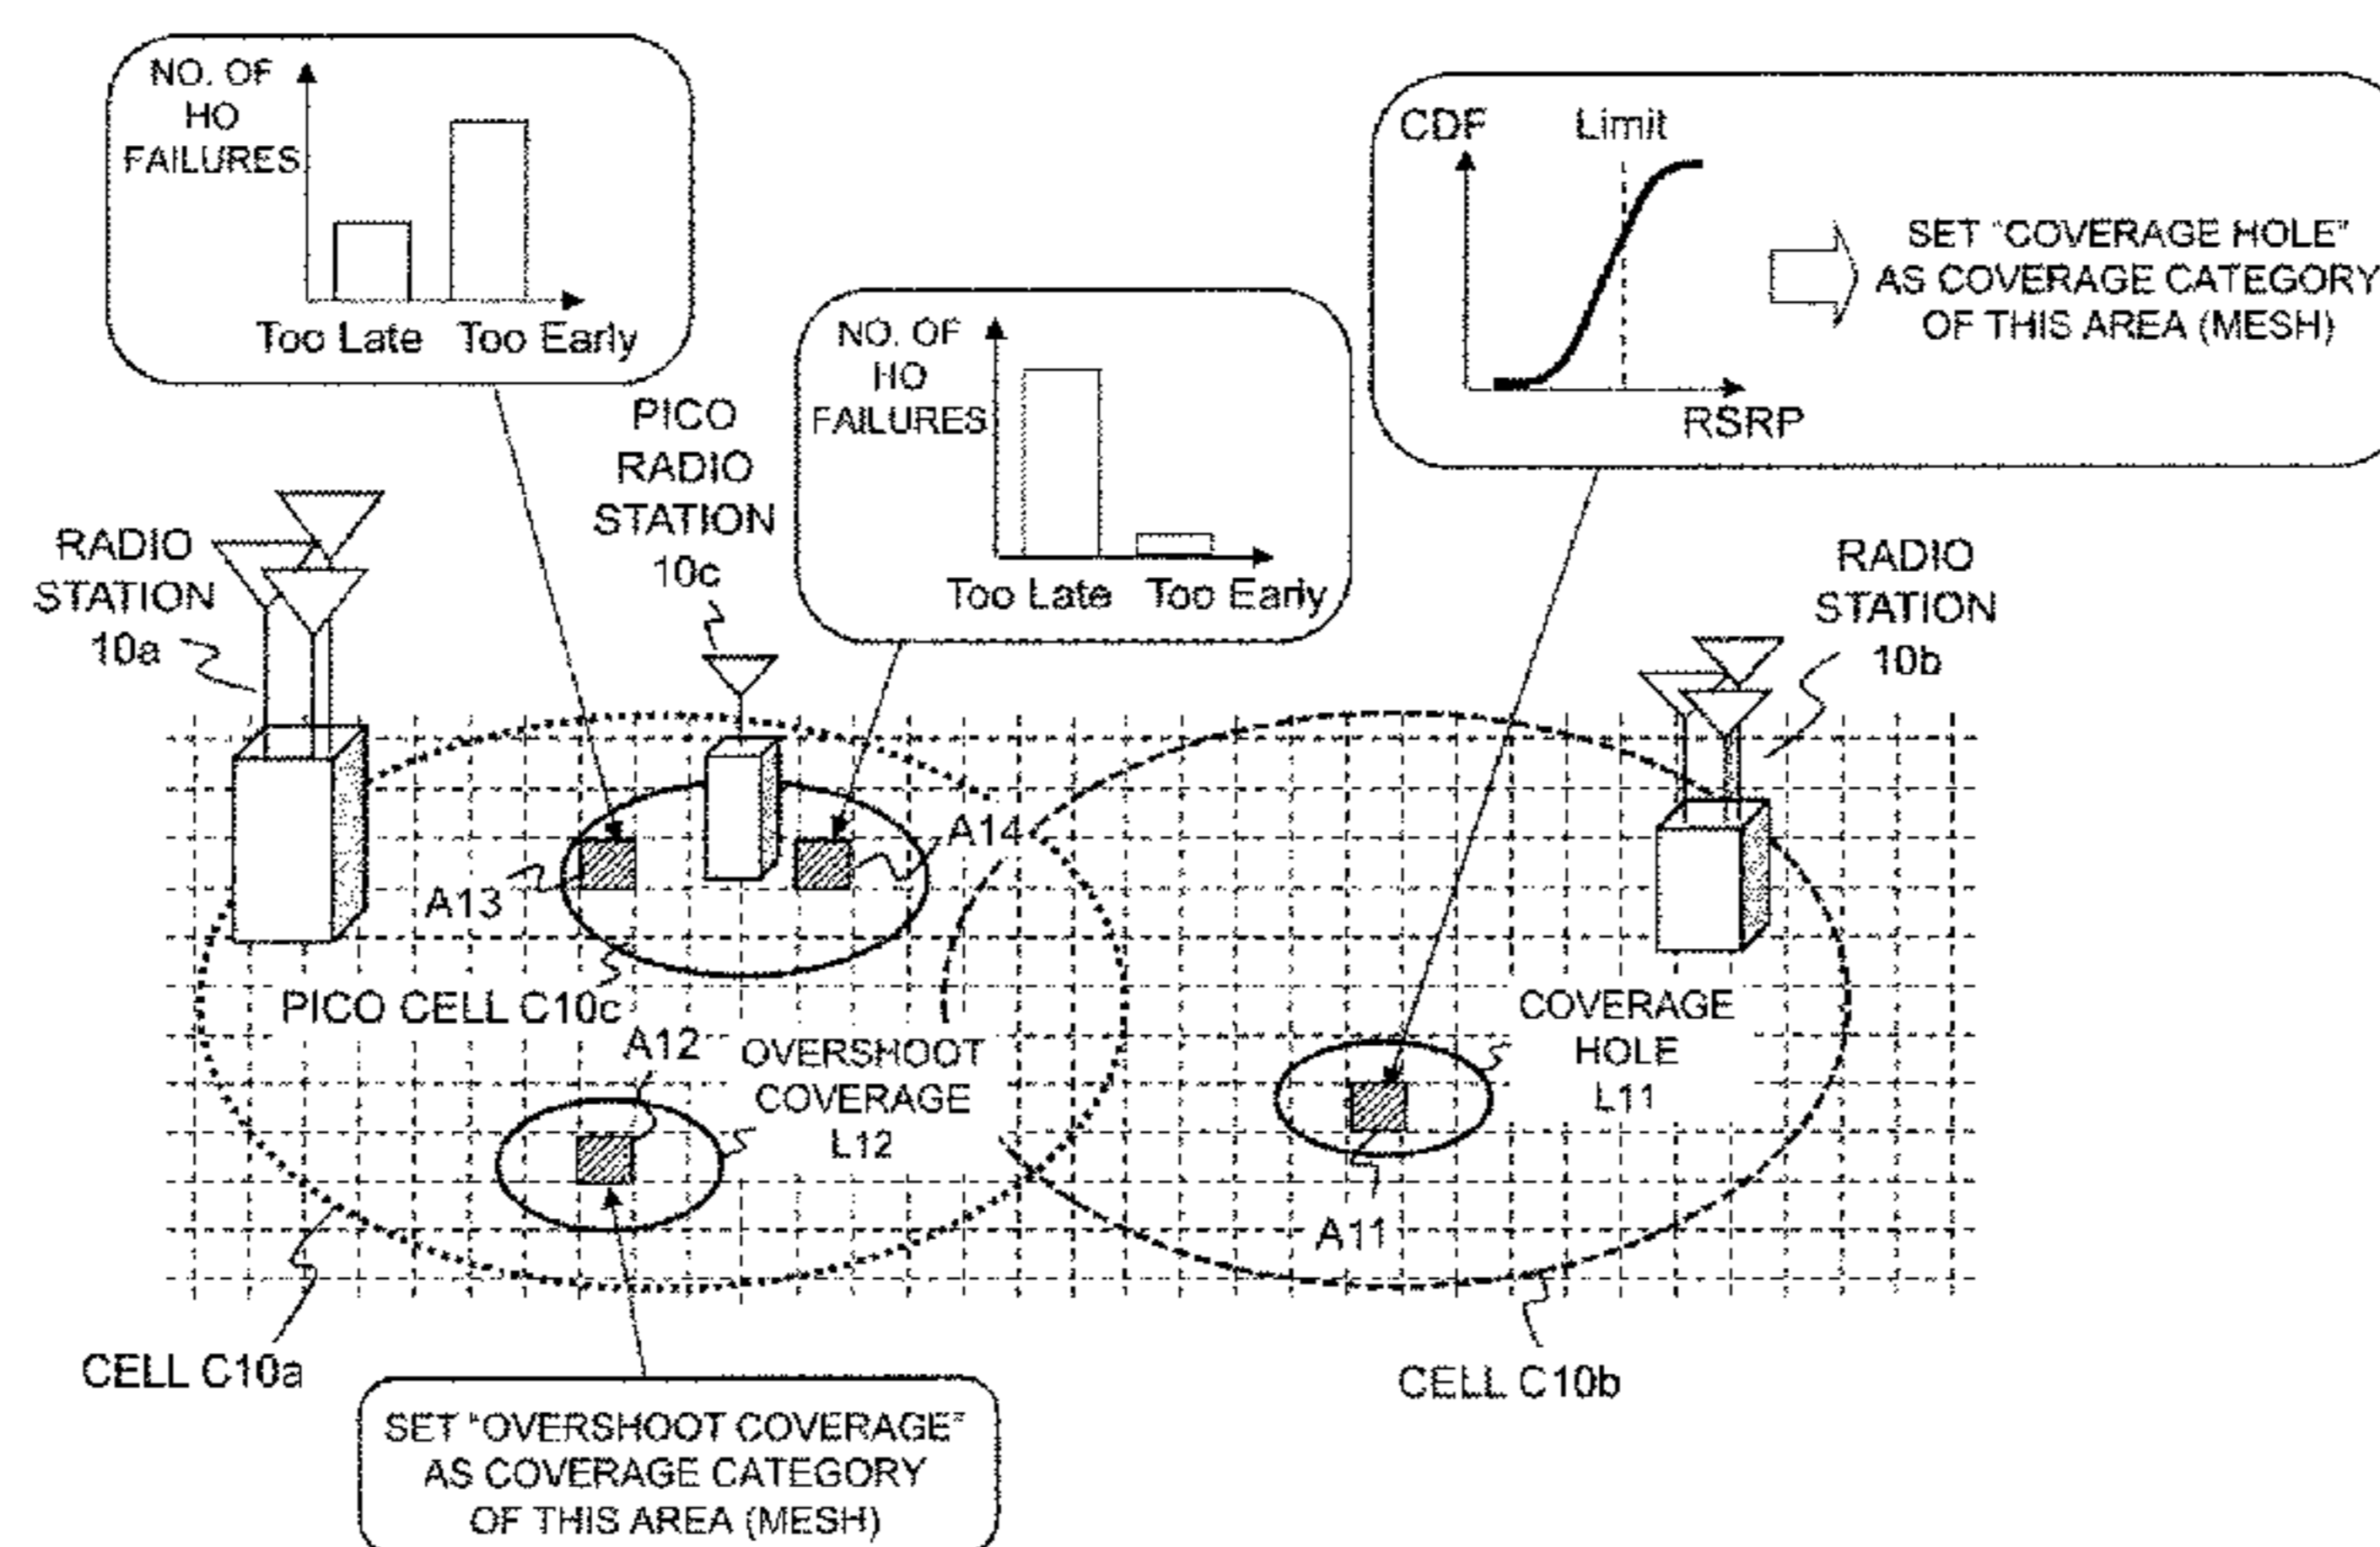 NO. OF
HO
FAILURES
Too Late Too Early
NO. OF
HO
FAILURES
Too Late Too Early
CDF Limit
RSRP
SET "COVERAGE HOLE"
AS COVERAGE CATEGORY
OF THIS AREA (MESH)
PICO
RADIO
STATION
10c
RADIO
STATION
10a
RADIO
STATION
10b
A14
A13
PICO CELL C10c
A12
OVERSHOOT
COVERAGE
L12
COVERAGE
HOLE
L11
A11
CELL C10a
CELL C10b
SET "OVERSHOOT COVERAGE"
AS COVERAGE CATEGORY
OF THIS AREA (MESH)